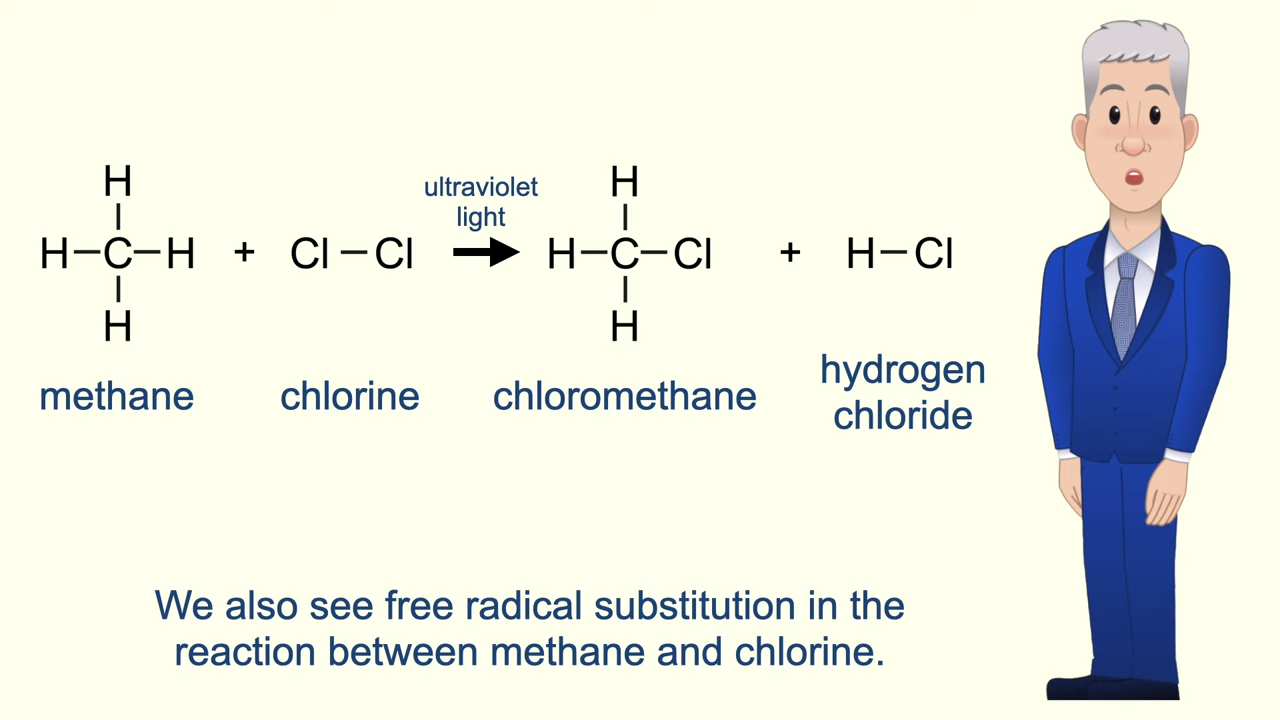 H
ultraviolet
light
H
H–C–H + Cl–Cl → H–C–Cl + H–Cl
H
H
methane
chlorine
chloromethane
hydrogen
chloride
We also see free radical substitution in the
reaction between methane and chlorine.